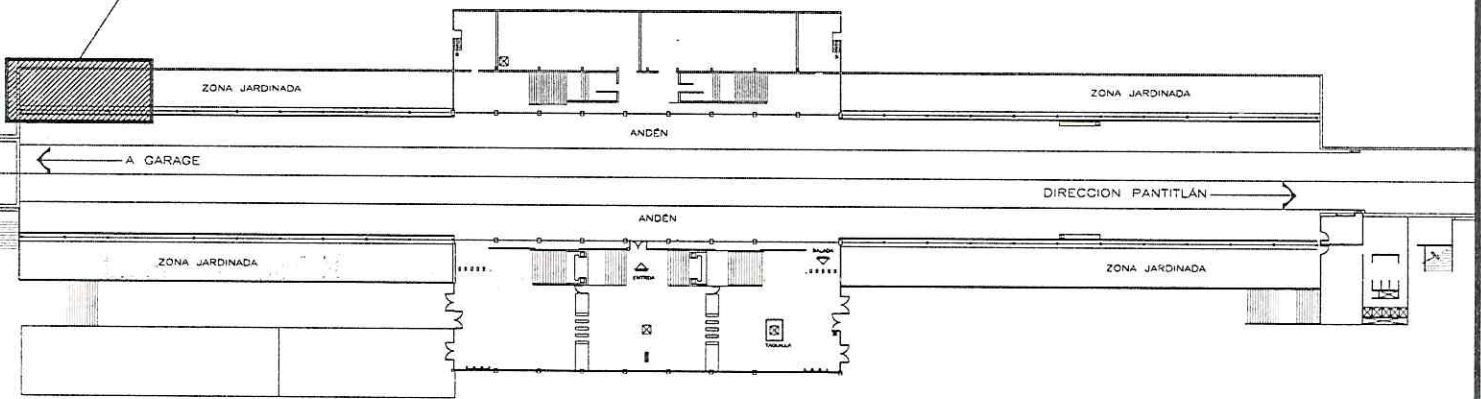 ZONA JARDINADA
ZONA JARDINADA
ANDÉN
A GARAGE
DIRECCION PANTITLÁN
ANDÉN
ZONA JARDINADA
ENTRADA
SALIDA
ZONA JARDINADA
TAQUILLA